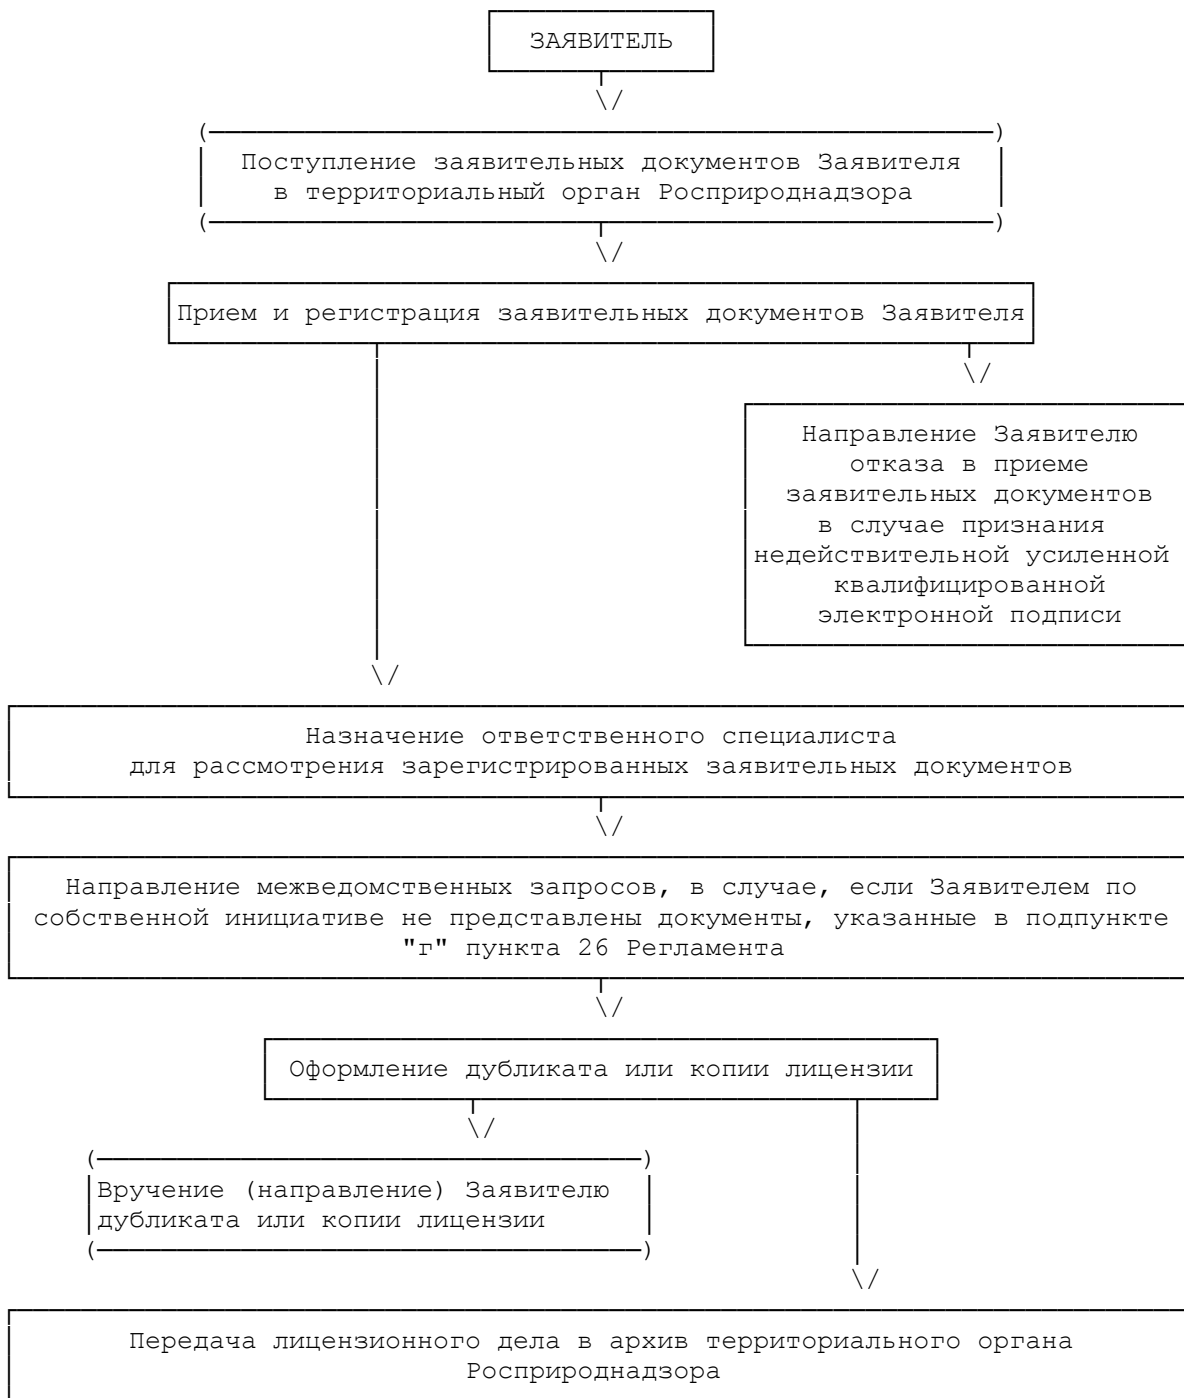 ЗАЯВИТЕЛЬ
Поступление заявительных документов Заявителя
в территориальный орган Росприроднадзора
Прием и регистрация заявительных документов Заявителя
Направление Заявителю
отказа в приеме
заявительных документов
в случае признания
недействительной усиленной
квалифицированной
электронной подписи
Назначение ответственного специалиста
для рассмотрения зарегистрированных заявительных документов
Направление межведомственных запросов, в случае, если Заявителем по
собственной инициативе не представлены документы, указанные в подпункте
"г" пункта 26 Регламента
Оформление дубликата или копии лицензии
Вручение (направление) Заявителю
дубликата или копии лицензии
Передача лицензионного дела в архив территориального органа
Росприроднадзора